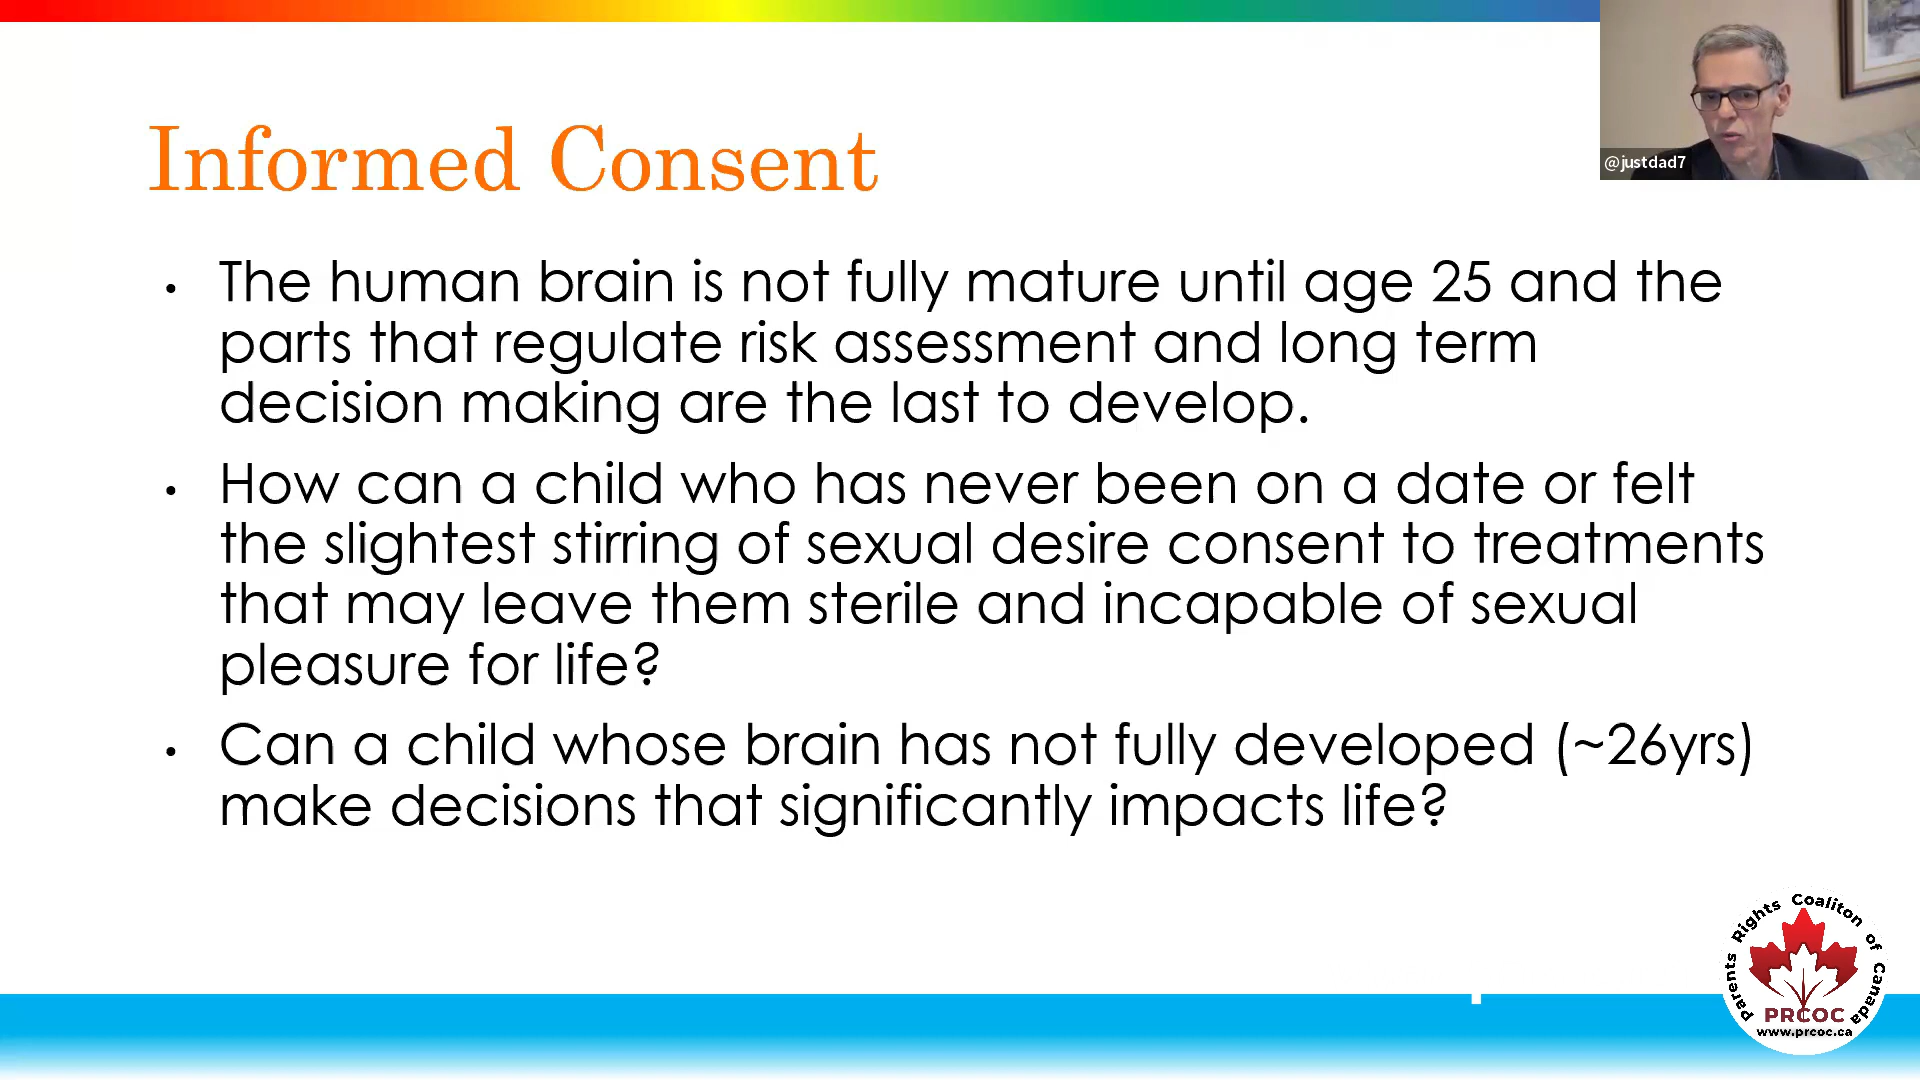 Informed Consent
@justdad7
• The human brain is not fully mature until age 25 and the
parts that regulate risk assessment and long term
decision making are the last to develop.
• How can a child who has never been on a date or felt
the slightest stirring of sexual desire consent to treatments
that may leave them sterile and incapable of sexual
pleasure for life?
• Can a child whose brain has not fully developed (~26yrs)
make decisions that significantly impacts life?
Parents Rights Coaliton of Canada
PRCOC
www.prcoc.ca